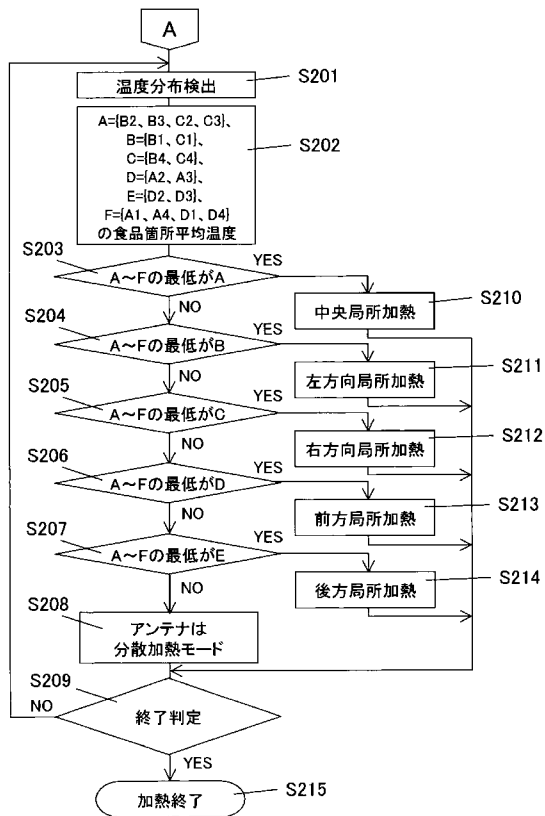 A
S201
温度分布検出
S202
A={B2、B3、C2、C3}、
B={B1、C1}、
C={B4、C4}、
D={A2、A3}、
E={D2、D3}、
F={A1、A4、D1、D4}
の食品箇所平均温度
S203
A～Fの最低がA
YES
NO
S210
中央局所加熱
S204
A～Fの最低がB
YES
NO
S211
左方向局所加熱
S205
A～Fの最低がC
YES
NO
S212
右方向局所加熱
S206
A～Fの最低がD
YES
NO
S213
前方局所加熱
S207
A～Fの最低がE
YES
NO
S214
後方局所加熱
S208
アンテナは
分散加熱モード
S209
NO
終了判定
YES
S215
加熱終了